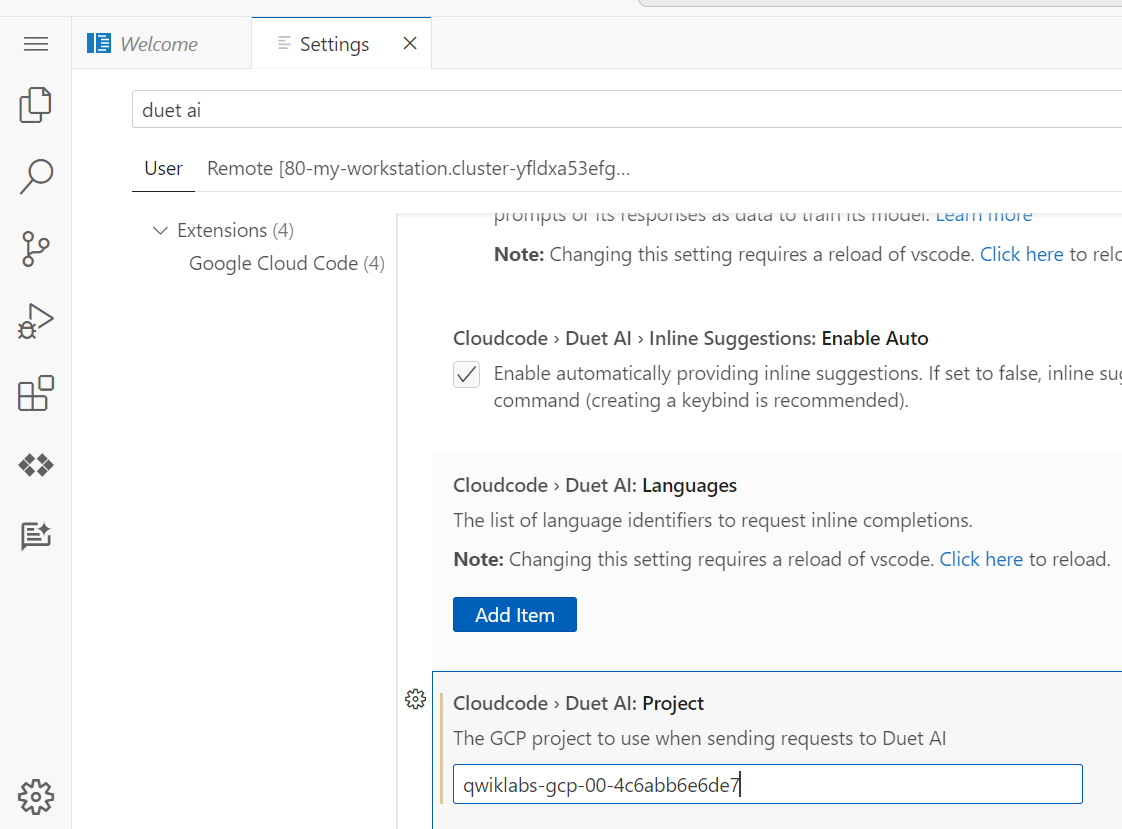 Welcome
Settings
duet ai
User
Remote [80-my-workstation.cluster-yfldxa53efg...
Extensions (4)
Google Cloud Code (4)
prompts or its responses as data to train its model. Learn more
Note: Changing this setting requires a reload of vscode. Click here to
Cloudcode › Duet AI › Inline Suggestions: Enable Auto
Enable automatically providing inline suggestions. If set to false, inline
command (creating a keybind is recommended).
Cloudcode › Duet AI: Languages
The list of language identifiers to request inline completions.
Note: Changing this setting requires a reload of vscode. Click here to reload.
Add Item
Cloudcode › Duet AI: Project
The GCP project to use when sending requests to Duet AI
qwiklabs-gcp-00-4c6abb6e6de7